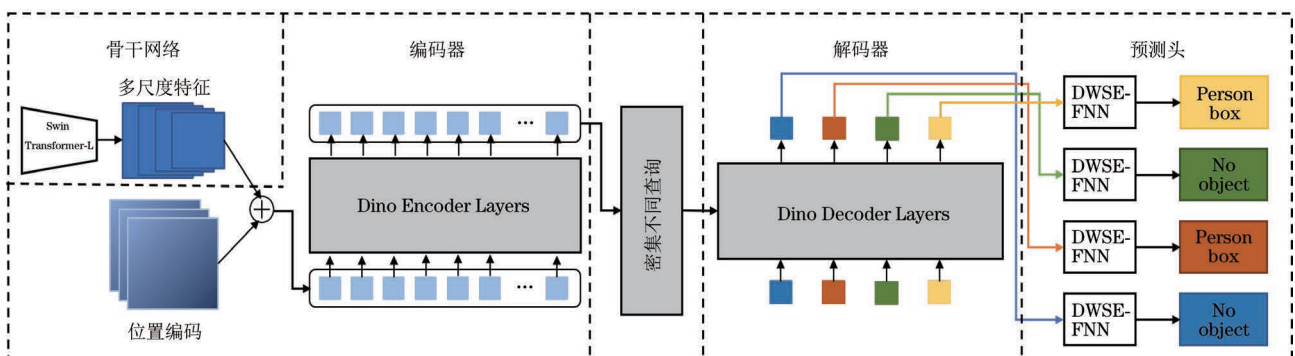 骨干网络
多尺度特征
Swin
Transformer-L
位置编码
编码器
...
Dino Encoder Layers
...
密集不同查询
解码器
Dino Decoder Layers
预测头
DWSE-
FNN
Person
box
DWSE-
FNN
No
object
DWSE-
FNN
Person
box
DWSE-
FNN
No
object